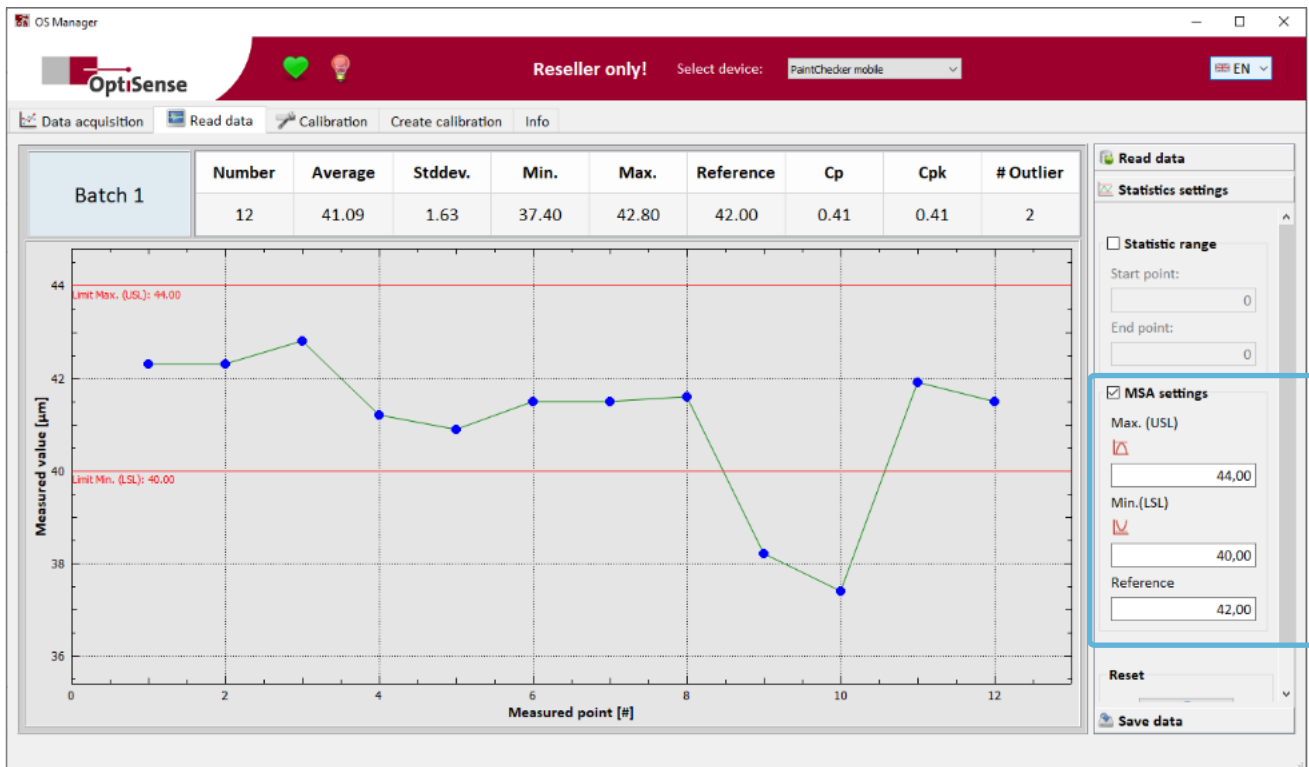 OS Manager
OptiSense
Reseller only! Select device: PaintChecker mobile EN
Data acquisition Read data Calibration Create calibration Info
Batch 1
Number Average Stddev. Min. Max. Reference Cp Cpk # Outlier
12 41.09 1.63 37.40 42.80 42.00 0.41 0.41 2
Measured value [µm]
44
42
40
38
36
Limit Max. (USL): 44.00
Limit Min. (LSL): 40.00
0 2 4 6 8 10 12
Measured point [#]
Read data
Statistics settings
Statistic range
Start point:
0
End point:
0
MSA settings
Max. (USL)
44,00
Min.(LSL)
40,00
Reference
42,00
Reset
Save data